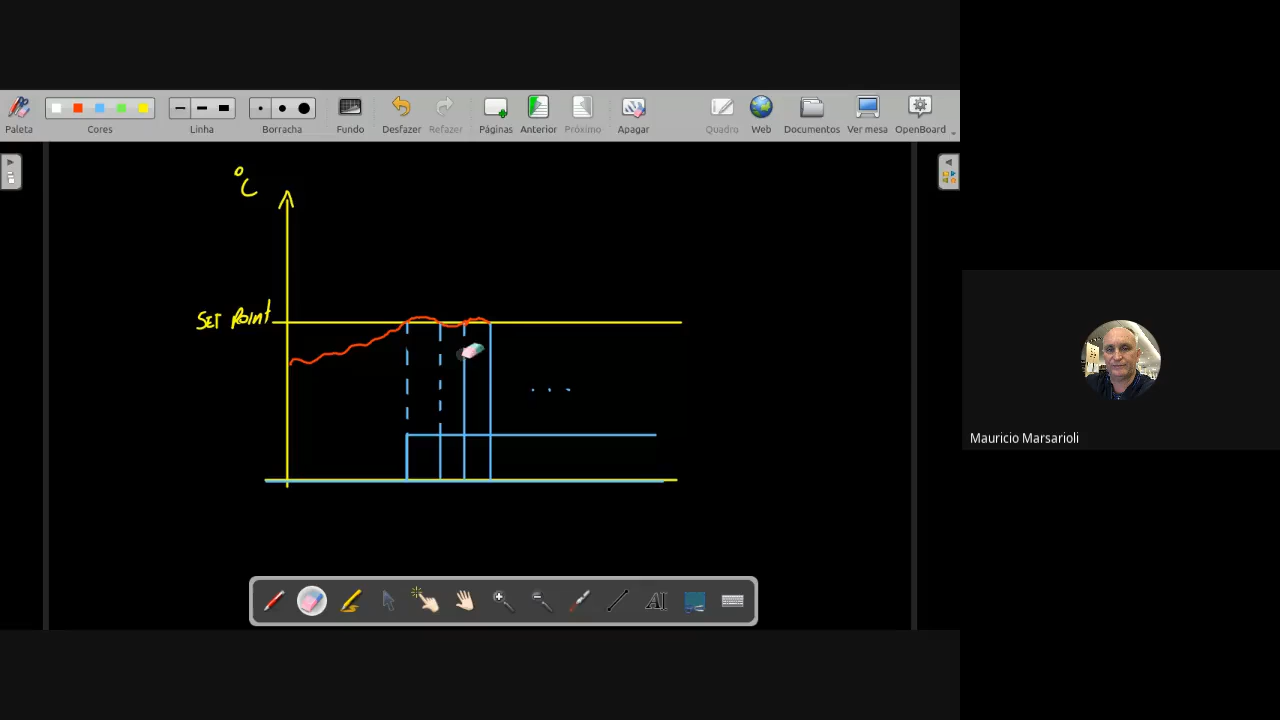 Paleta
Cores
Linha
Borracha
Fundo
Desfazer
Refazer
Páginas
Anterior
Próximo
Apagar
Quadro
Web
Documentos
Ver mesa
OpenBoard
°C
SET POINT
...
AI
Mauricio Marsarioli